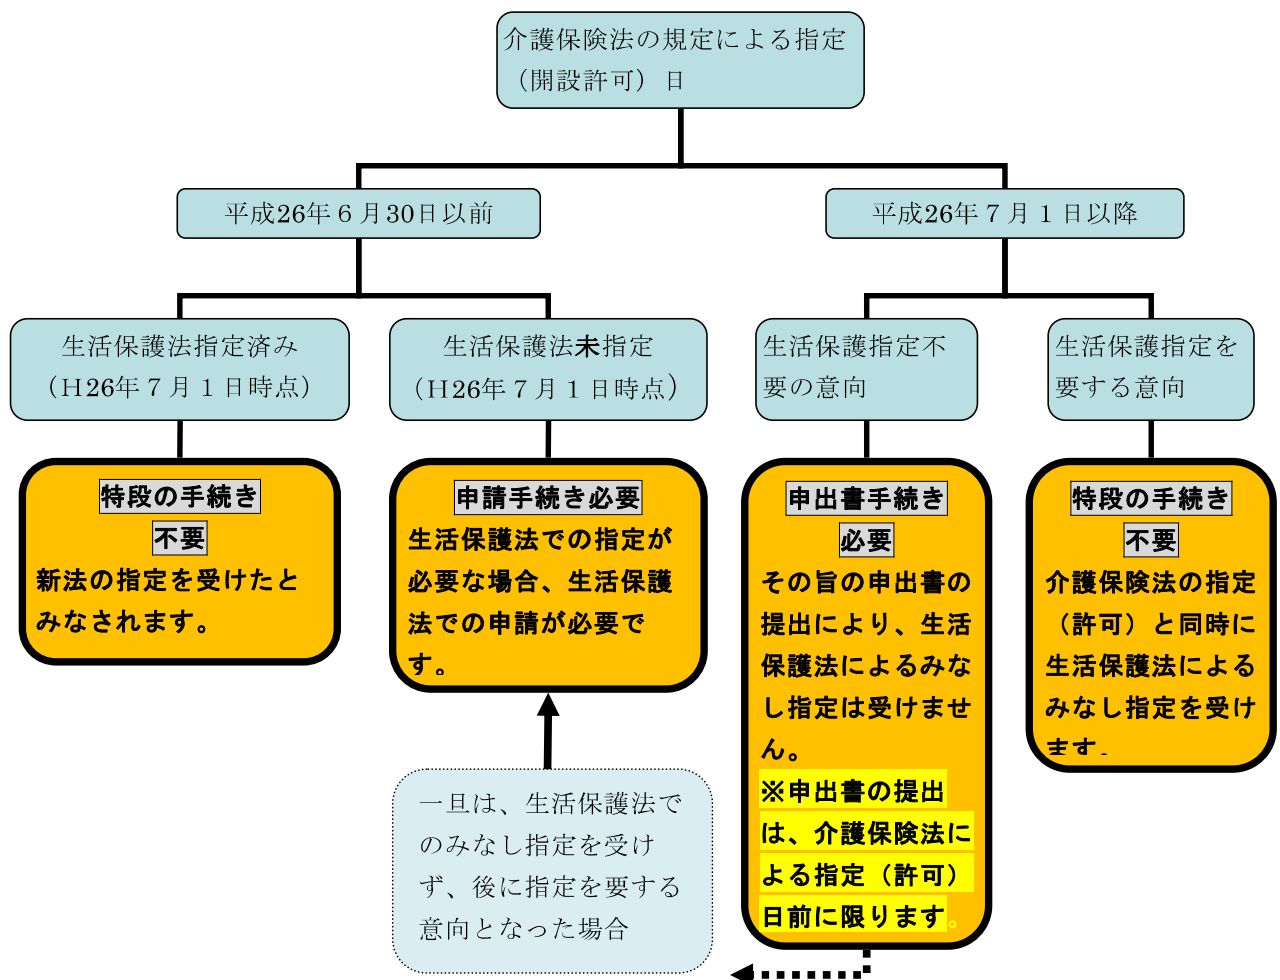 介護保険法の規定による指定
（開設許可）日
平成26年６月30日以前
平成26年７月１日以降
生活保護法指定済み
（H26年７月１日時点）
生活保護法未指定
（H26年７月１日時点）
生活保護指定不
要の意向
生活保護指定を
要する意向
特段の手続き
不要
新法の指定を受けたと
みなされます。
申請手続き必要
生活保護法での指定が
必要な場合、生活保護
法での申請が必要で
す。
申出書手続き
必要
その旨の申出書の
提出により、生活
保護法によるみな
し指定は受けませ
ん。
※申出書の提出
は、介護保険法に
よる指定（許可）
日前に限ります。
特段の手続き
不要
介護保険法の指定
（許可）と同時に
生活保護法による
みなし指定を受け
ます。
一旦は、生活保護法で
のみなし指定を受け
ず、後に指定を要する
意向となった場合